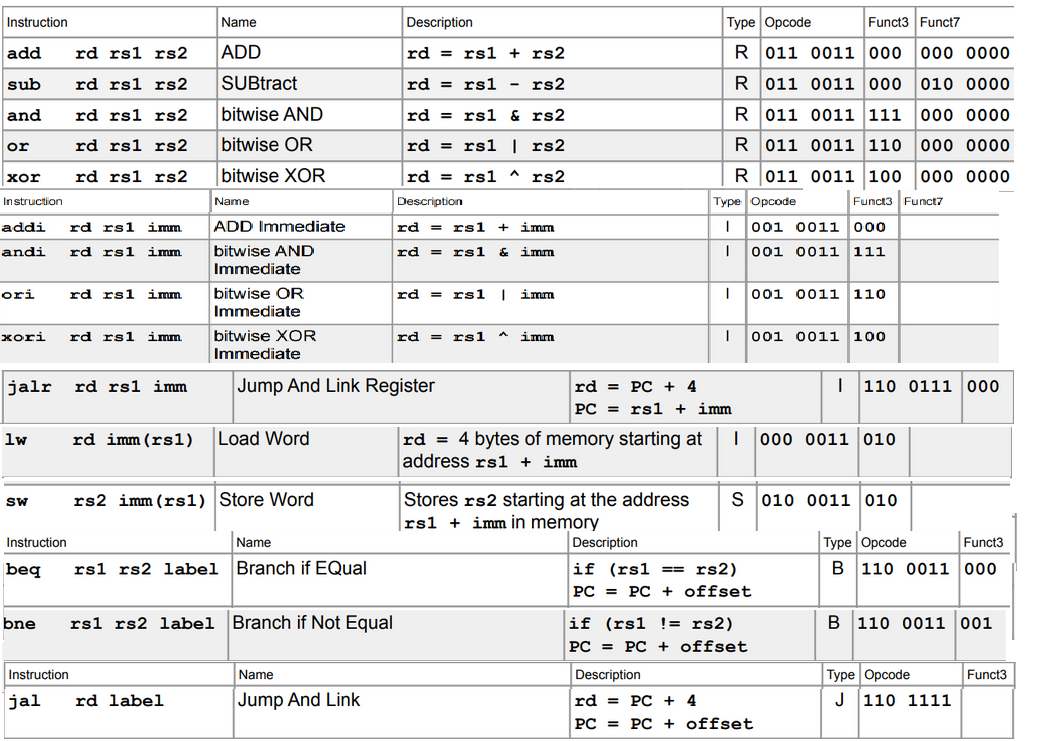 Instruction Name Description Type Opcode Funct3 Funct7
add rd rs1 rs2 ADD rd = rs1 + rs2 R 011 0011 000 000 0000
sub rd rs1 rs2 SUBtract rd = rs1 - rs2 R 011 0011 000 010 0000
and rd rs1 rs2 bitwise AND rd = rs1 & rs2 R 011 0011 111 000 0000
or rd rs1 rs2 bitwise OR rd = rs1 | rs2 R 011 0011 110 000 0000
xor rd rs1 rs2 bitwise XOR rd = rs1 ^ rs2 R 011 0011 100 000 0000
Instruction Name Description Type Opcode Funct3 Funct7
addi rd rs1 imm ADD Immediate rd = rs1 + imm I 001 0011 000
andi rd rs1 imm bitwise AND rd = rs1 & imm I 001 0011 111
Immediate
ori rd rs1 imm bitwise OR rd = rs1 | imm I 001 0011 110
Immediate
xori rd rs1 imm bitwise XOR rd = rs1 ^ imm I 001 0011 100
Immediate
jalr rd rs1 imm Jump And Link Register rd = PC + 4 I 110 0111 000
PC = rs1 + imm
lw rd imm(rs1) Load Word rd = 4 bytes of memory starting at I 000 0011 010
address rs1 + imm
sw rs2 imm(rs1) Store Word Stores rs2 starting at the address S 010 0011 010
rs1 + imm in memory
Instruction Name Description Type Opcode Funct3
beq rs1 rs2 label Branch if EQual if (rs1 == rs2) B 110 0011 000
PC = PC + offset
bne rs1 rs2 label Branch if Not Equal if (rs1 != rs2) B 110 0011 001
PC = PC + offset
Instruction Name Description Type Opcode Funct3
jal rd label Jump And Link rd = PC + 4 J 110 1111
PC = PC + offset